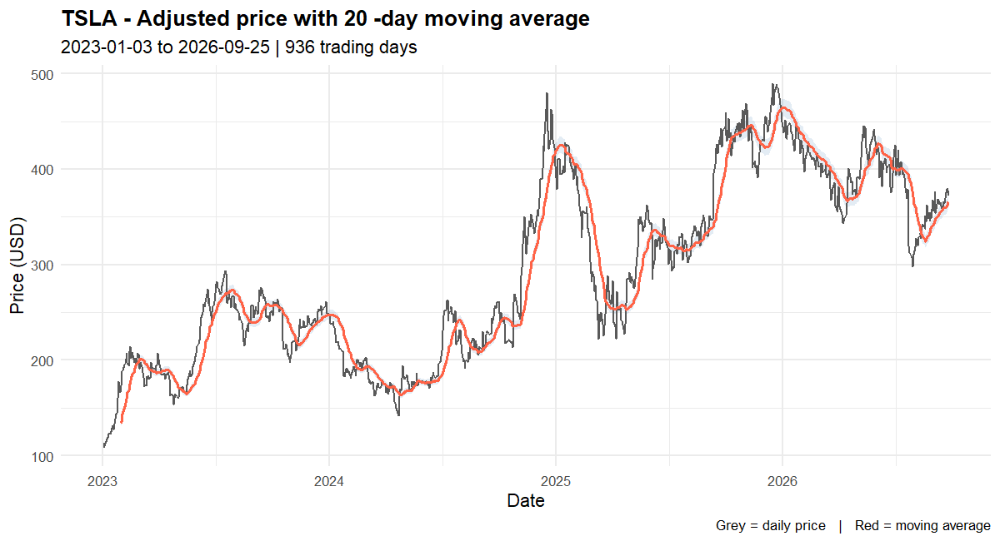 TSLA - Adjusted price with 20 -day moving average
2023-01-03 to 2026-09-25 | 936 trading days
Price (USD)
500
400
300
200
100
2023 2024 2025 2026
Date
Grey = daily price | Red = moving average